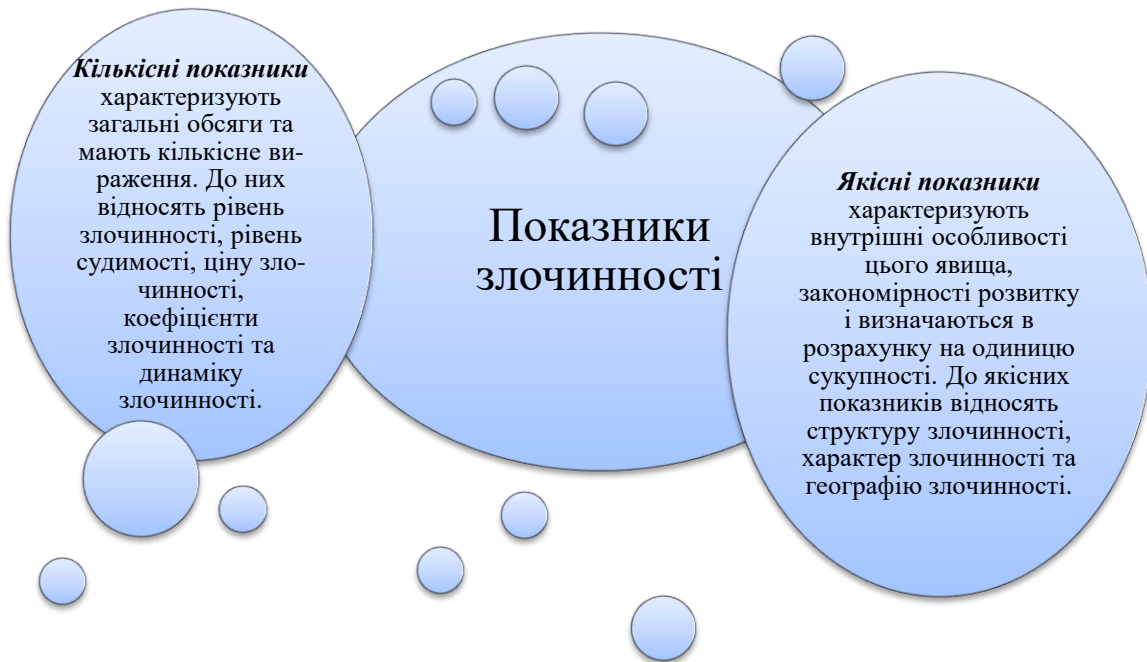 Кількісні показники
характеризують
загальні обсяги та
мають кількісне ви-
раження. До них
відносять рівень
злочинності, рівень
судимості, ціну зло-
чинності,
коефіцієнти
злочинності та
динаміку
злочинності.
Показники
злочинності
Якісні показники
характеризують
внутрішні особливості
цього явища,
закономірності розвитку
і визначаються в
розрахунку на одиницю
сукупності. До якісних
показників відносять
структуру злочинності,
характер злочинності та
географію злочинності.